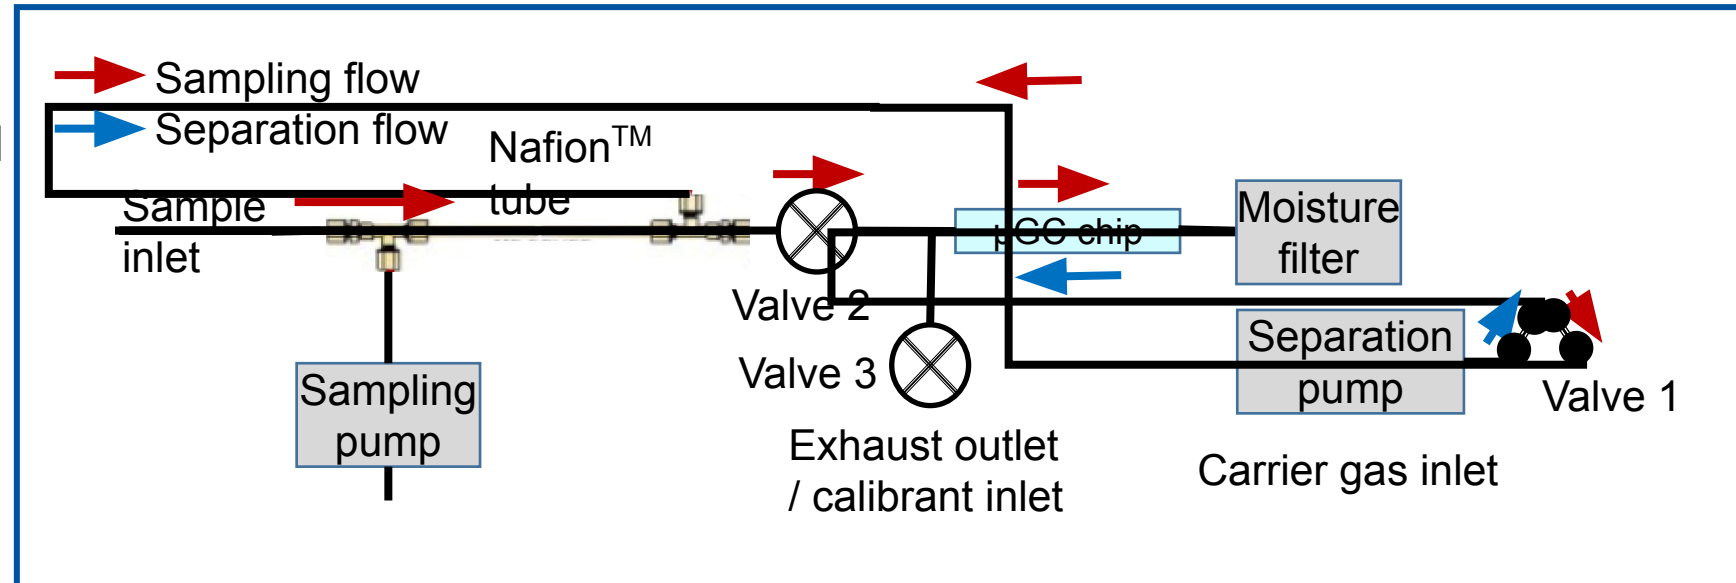 Sampling flow
Separation flow
Nafion™
tube
Sample
inlet
μGC chip
Moisture
filter
Valve 2
Separation
pump
Valve 3
Valve 1
Sampling
pump
Exhaust outlet
/ calibrant inlet
Carrier gas inlet